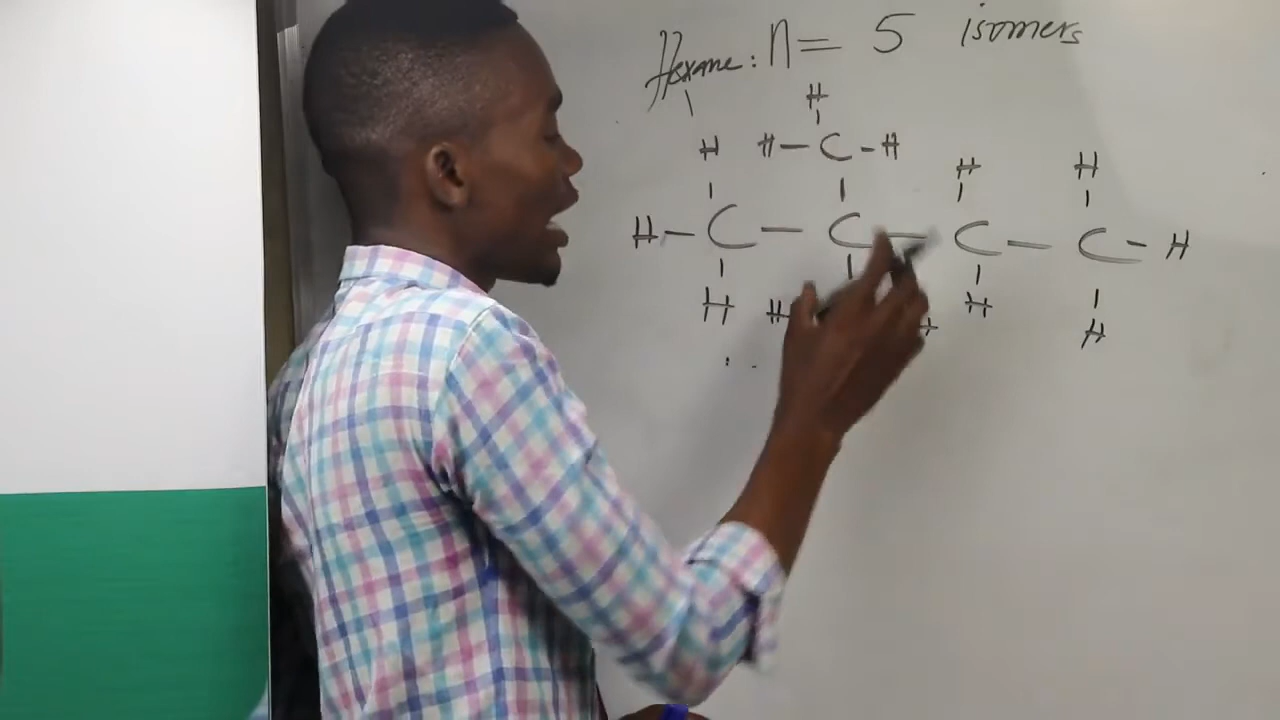 Hexane: n = 5 isomers
H
H H — C — H H H
H — C — C — C — C — H
H H H H
H